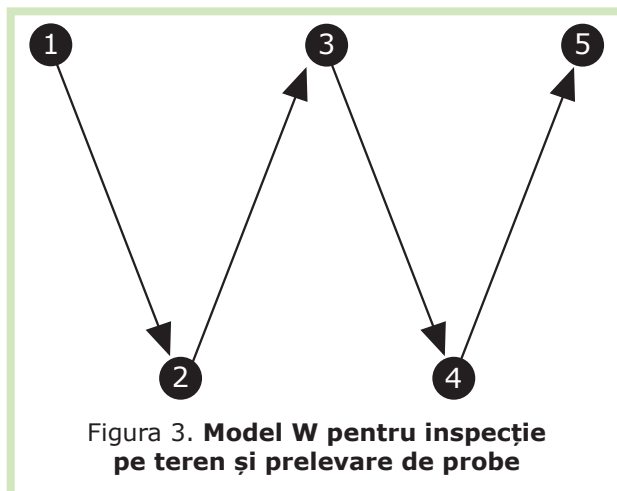 1 3 5
2 4
Figura 3. Model W pentru inspecție
pe teren și prelevare de probe